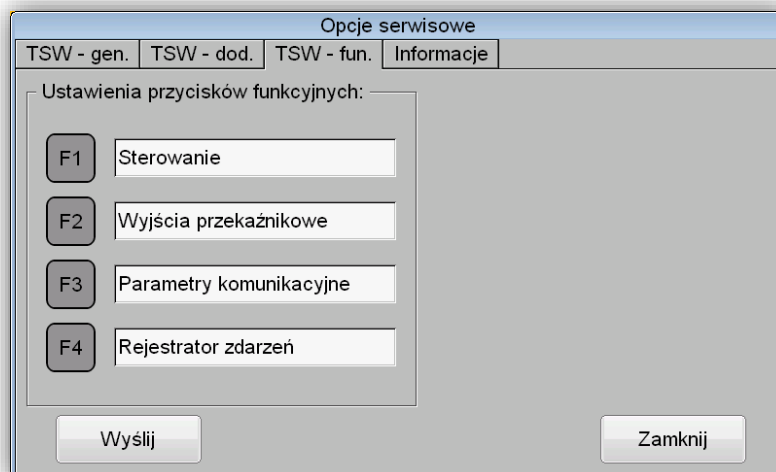 Opcje serwisowe
TSW - gen. TSW - dod. TSW - fun. Informacje
Ustawienia przycisków funkcyjnych:
F1 Sterowanie
F2 Wyjścia przekaźnikowe
F3 Parametry komunikacyjne
F4 Rejestrator zdarzeń
Wyślij Zamknij